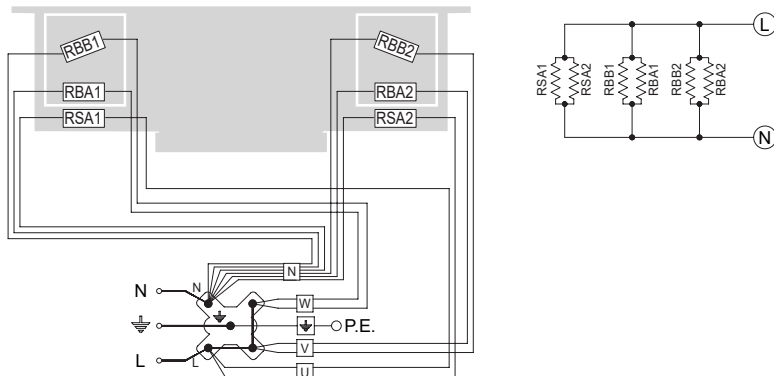 RBB1
RBB2
RBA1
RBA2
RSA1
RSA2
N
N
N
W
P.E.
L
L
V
U
L
RSA1
RSA2
RBB1
RBA1
RBB2
RBA2
N